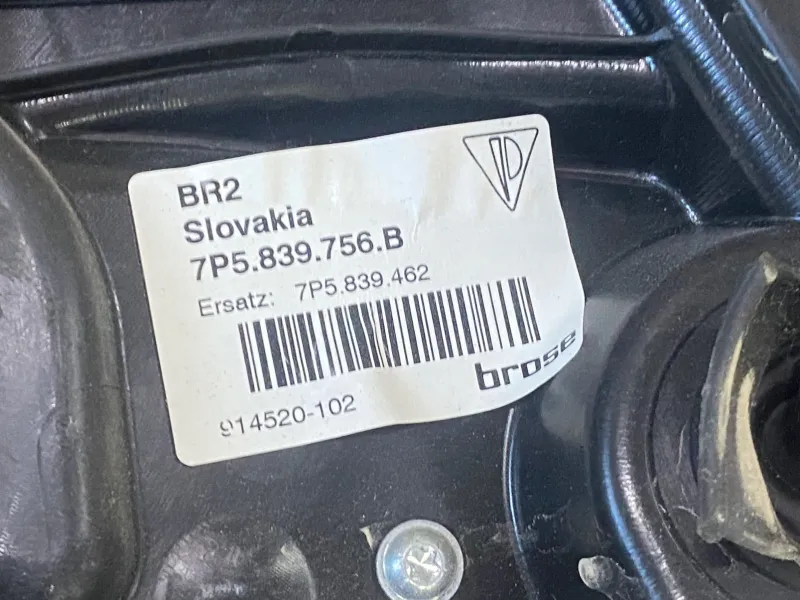 BR2
Slovakia
7P5.839.756.B
Ersatz: 7P5.839.462
brose
914520-102